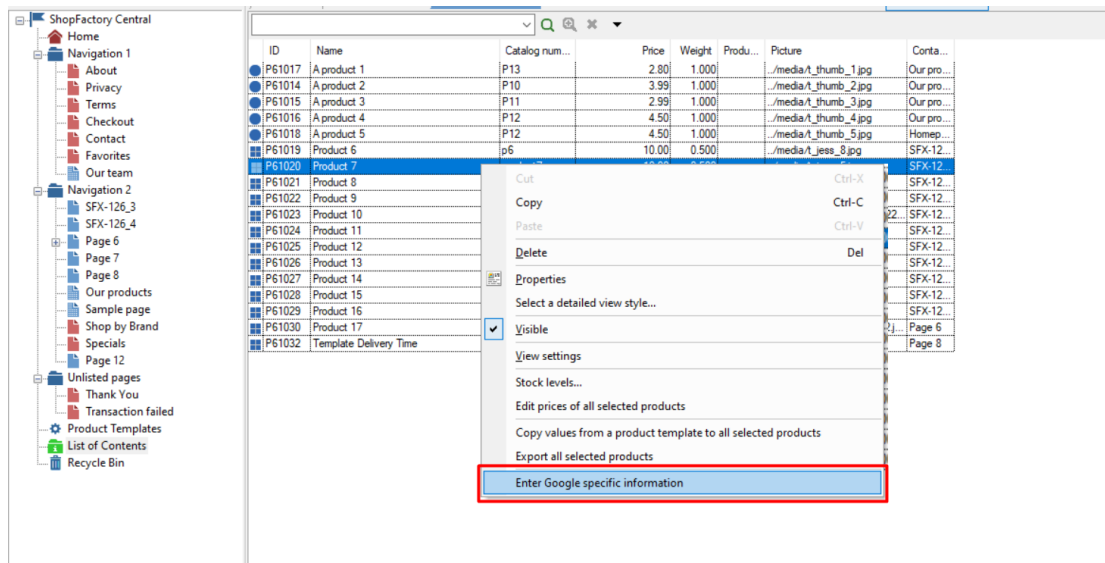 ShopFactory Central
Home
Navigation 1
About
Privacy
Terms
Checkout
Contact
Favorites
Our team
Navigation 2
SFX-126_3
SFX-126_4
Page 6
Page 7
Page 8
Our products
Sample page
Shop by Brand
Specials
Page 12
Unlisted pages
Thank You
Transaction failed
Product Templates
List of Contents
Recycle Bin
ID Name Catalog num... Price Weight Produ... Picture Conta...
P61017 A product 1 P13 2.80 1.000 ../media/t_thumb_1.jpg Our pro...
P61014 A product 2 P10 3.99 1.000 ../media/t_thumb_2.jpg Our pro...
P61015 A product 3 P11 2.99 1.000 ../media/t_thumb_3.jpg Our pro...
P61016 A product 4 P12 4.50 1.000 ../media/t_thumb_4.jpg Our pro...
P61018 A product 5 P12 4.50 1.000 ../media/t_thumb_5.jpg Homep...
P61019 Product 6 p6 10.00 0.500 ../media/t_jess_8.jpg SFX-12...
P61020 Product 7 SFX-12...
P61021 Product 8 SFX-12...
P61022 Product 9 SFX-12...
P61023 Product 10 22... SFX-12...
P61024 Product 11 SFX-12...
P61025 Product 12 SFX-12...
P61026 Product 13 SFX-12...
P61027 Product 14 SFX-12...
P61028 Product 15 SFX-12...
P61029 Product 16 SFX-12...
P61030 Product 17 Page 6
P61032 Template Delivery Time Page 8
Cut Ctrl-X
Copy Ctrl-C
Paste Ctrl-V
Delete Del
Properties
Select a detailed view style...
Visible
View settings
Stock levels...
Edit prices of all selected products
Copy values from a product template to all selected products
Export all selected products
Enter Google specific information